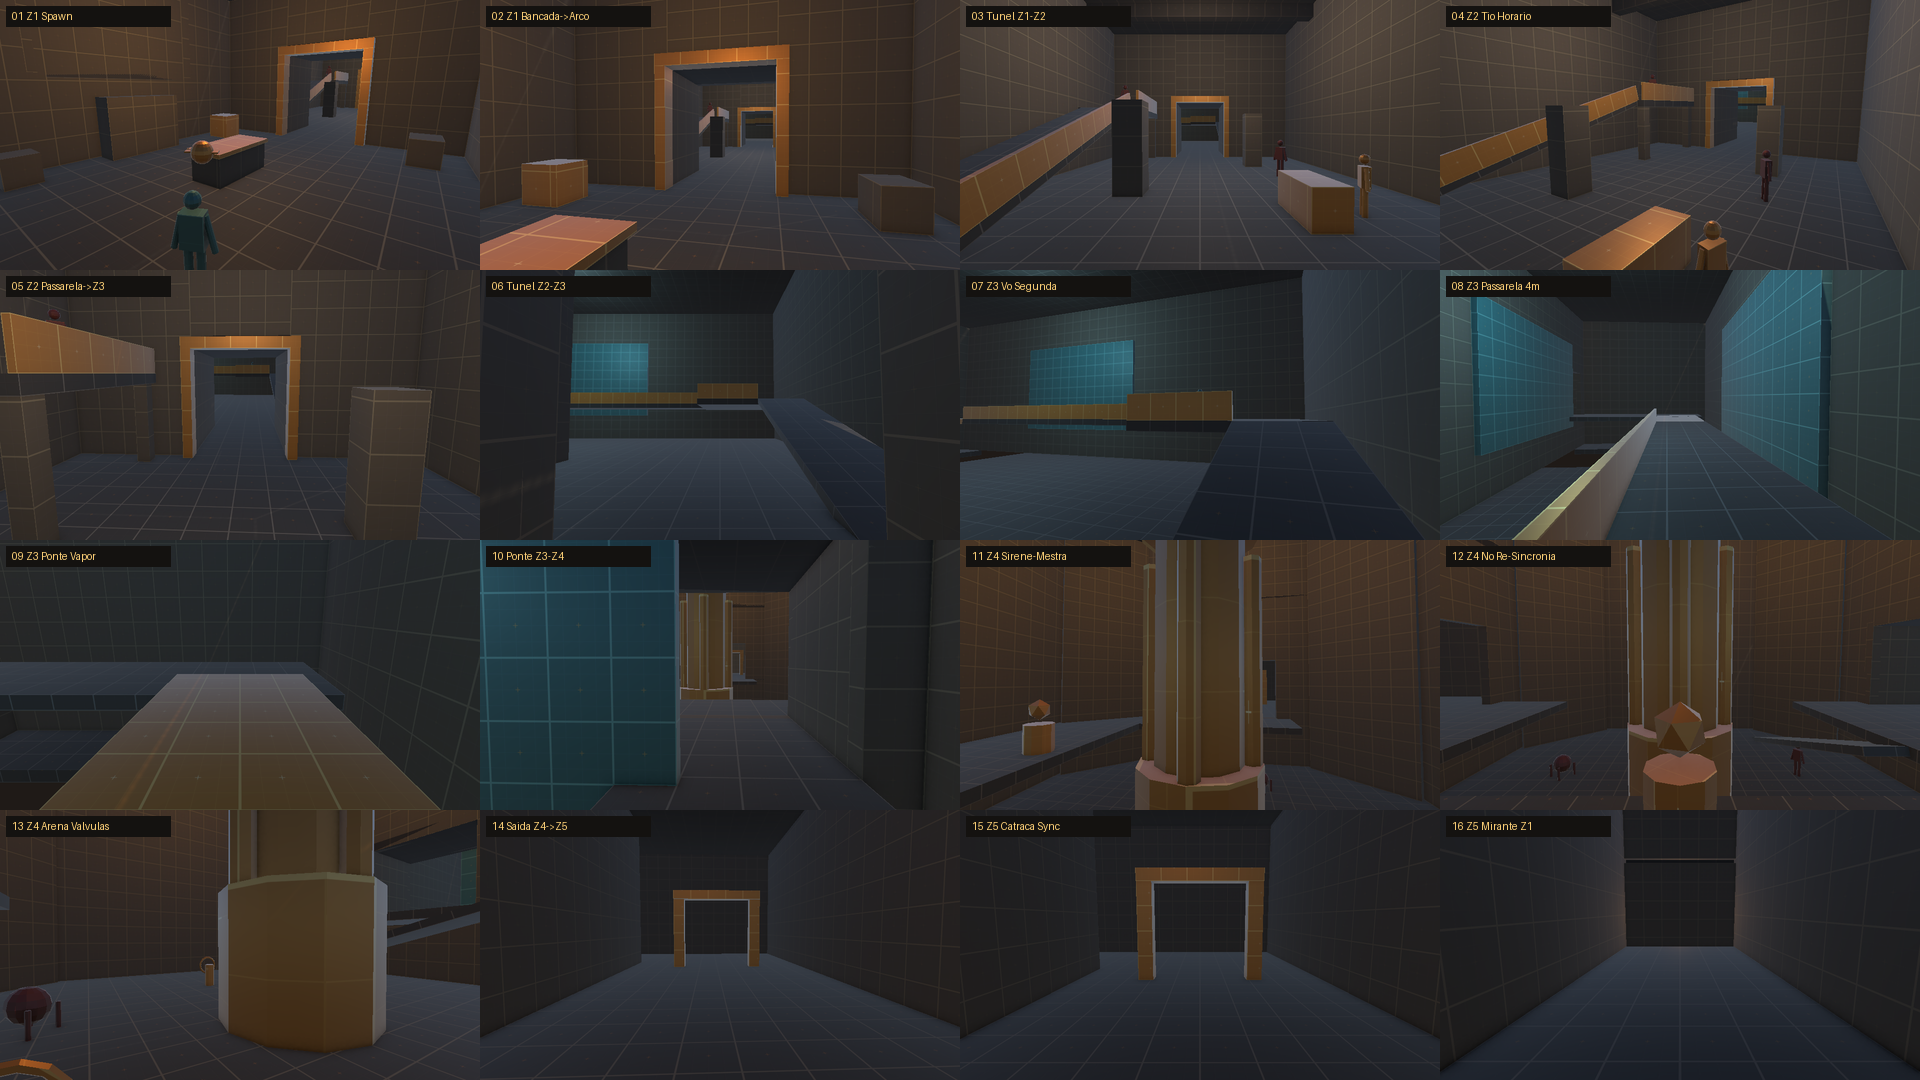 01 Z1 Spawn
02 Z1 Bancada->Arco
03 Tunel Z1-Z2
04 Z2 Tio Horario
05 Z2 Passarela->Z3
06 Tunel Z2-Z3
07 Z3 Vo Segunda
08 Z3 Passarela 4m
09 Z3 Ponte Vapor
10 Ponte Z3-Z4
11 Z4 Sirene-Mestra
12 Z4 No Re-Sincronia
13 Z4 Arena Valvulas
14 Saida Z4->Z5
15 Z5 Catraca Sync
16 Z5 Mirante Z1